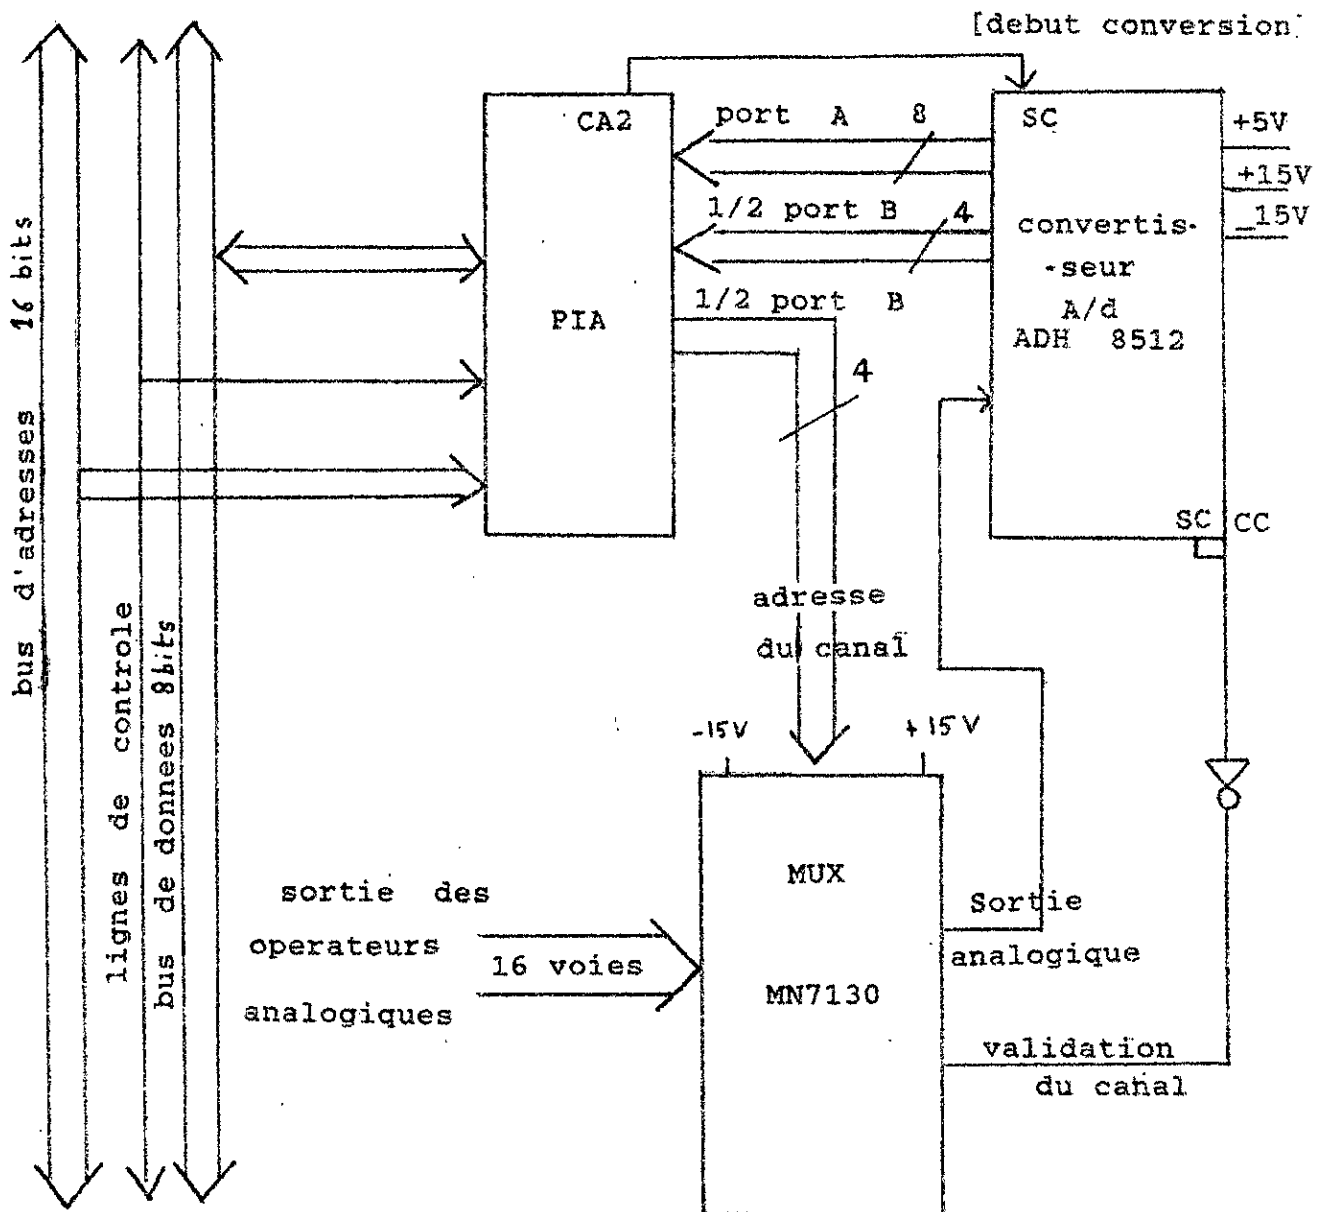 [debut conversion]
CA2
port A 8
SC
+5V
+15V
_15V
1/2 port B 4
convertis-
-seur
A/d
ADH 8512
1/2 port B
PIA
4
SC CC
adresse
du canal
-15V
+15V
MUX
MN7130
Sortie
analogique
sortie des
operateurs
analogiques
16 voies
validation
du canal
bus d'adresses 16 bits
lignes de controle
bus de donnees 8bits